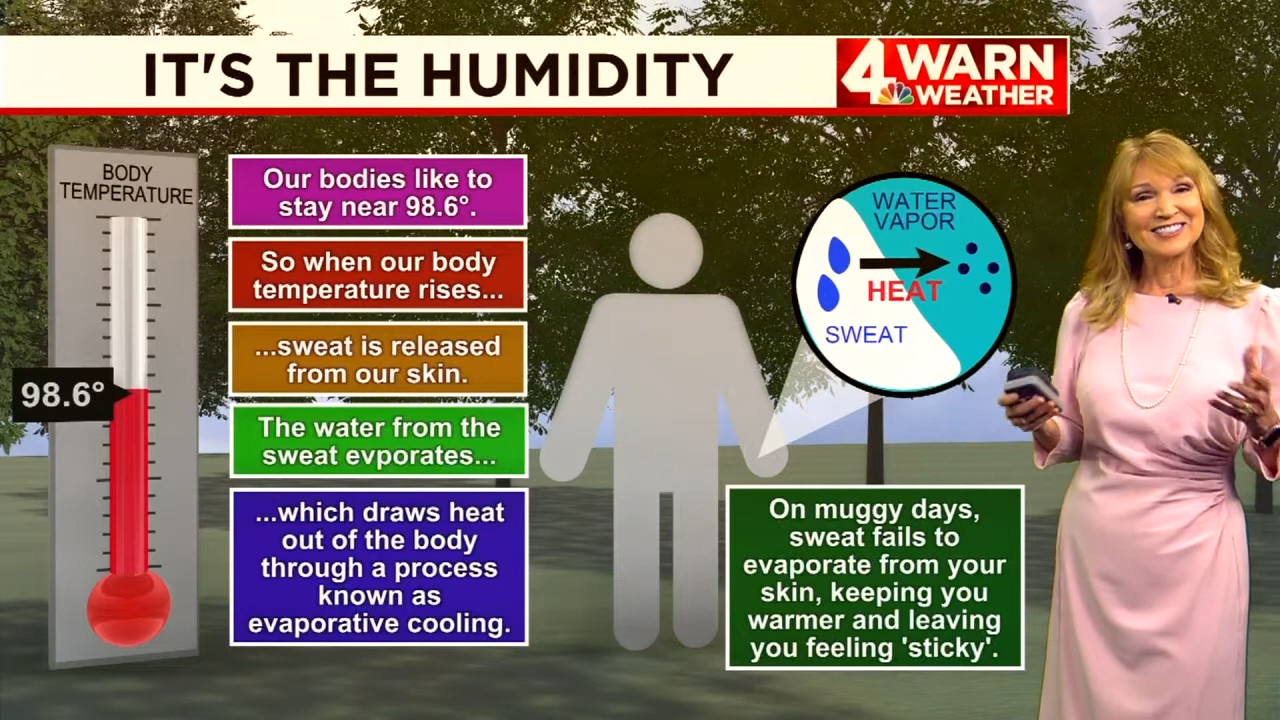 IT'S THE HUMIDITY
4 WARN
WEATHER
BODY
TEMPERATURE
98.6°
Our bodies like to
stay near 98.6°.
So when our body
temperature rises...
...sweat is released
from our skin.
The water from the
sweat evporates...
...which draws heat
out of the body
through a process
known as
evaporative cooling.
WATER
VAPOR
HEAT
SWEAT
On muggy days,
sweat fails to
evaporate from your
skin, keeping you
warmer and leaving
you feeling 'sticky'.